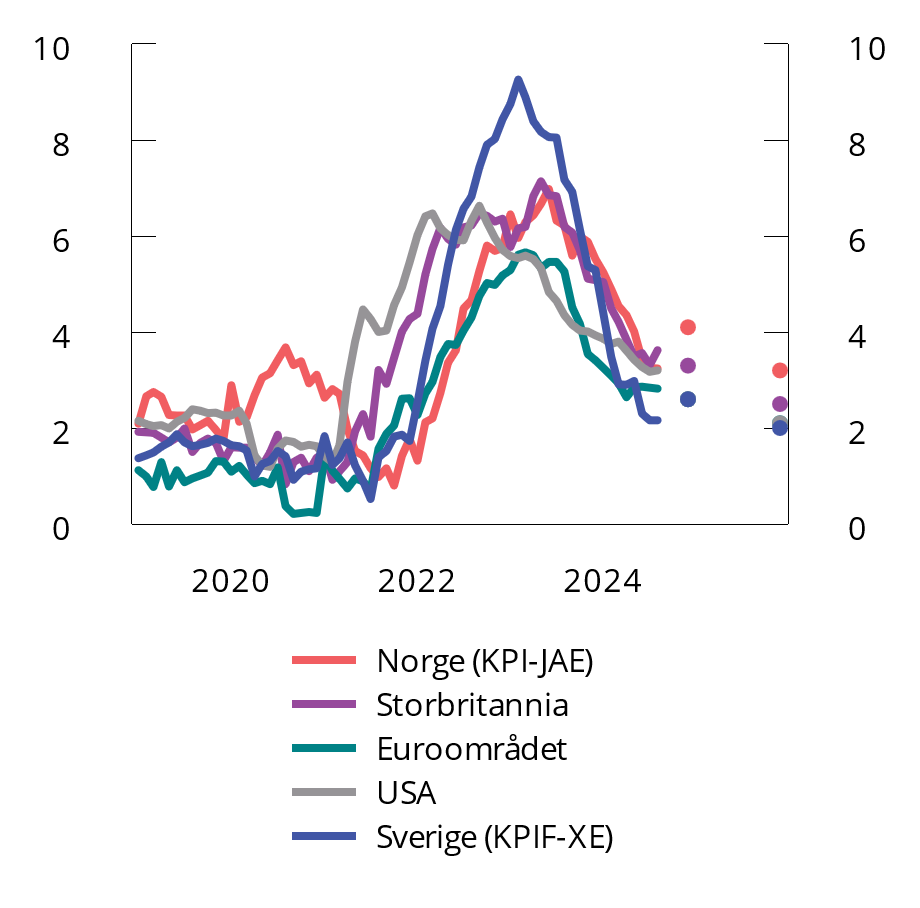 10 10
8 8
6 6
4 4
2 2
0 0
2020 2022 2024
Norge (KPI-JAE)
Storbritannia
Euroområdet
USA
Sverige (KPIF-XE)